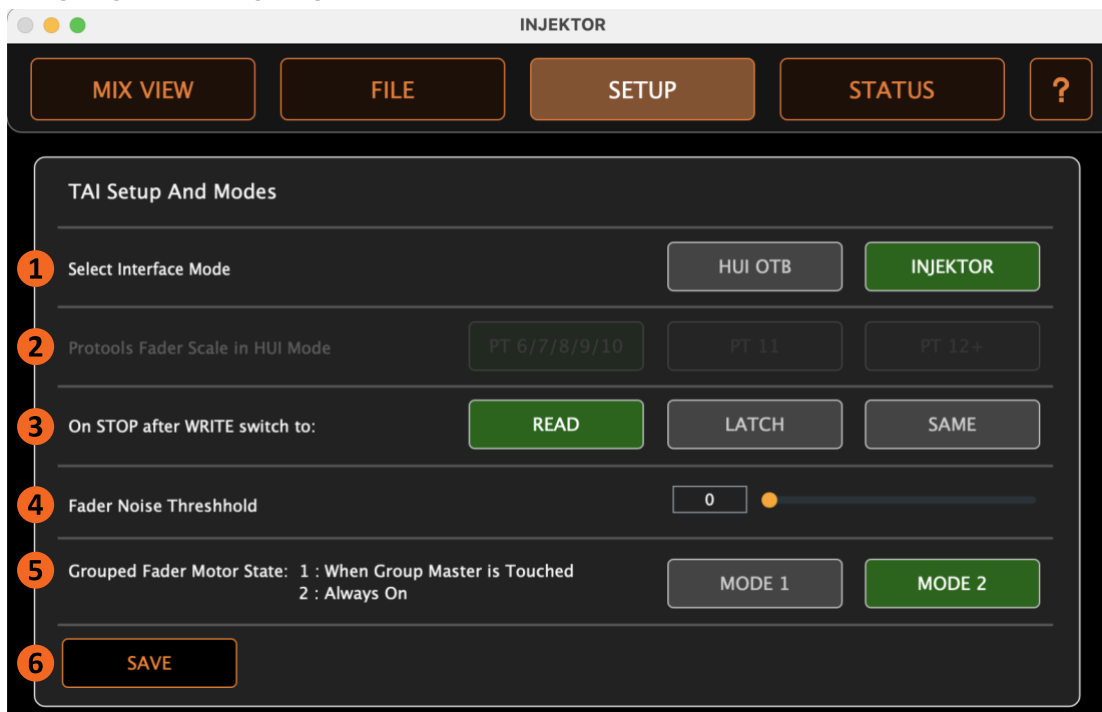 INJEKTOR
MIX VIEW FILE SETUP STATUS ?
TAI Setup And Modes
1 Select Interface Mode HUI OTB INJEKTOR
2 Protools Fader Scale in HUI Mode PT 6/7/8/9/10 PT 11 PT 12+
3 On STOP after WRITE switch to: READ LATCH SAME
4 Fader Noise Threshhold 0
5 Grouped Fader Motor State: 1 : When Group Master is Touched MODE 1 MODE 2
2 : Always On
6 SAVE